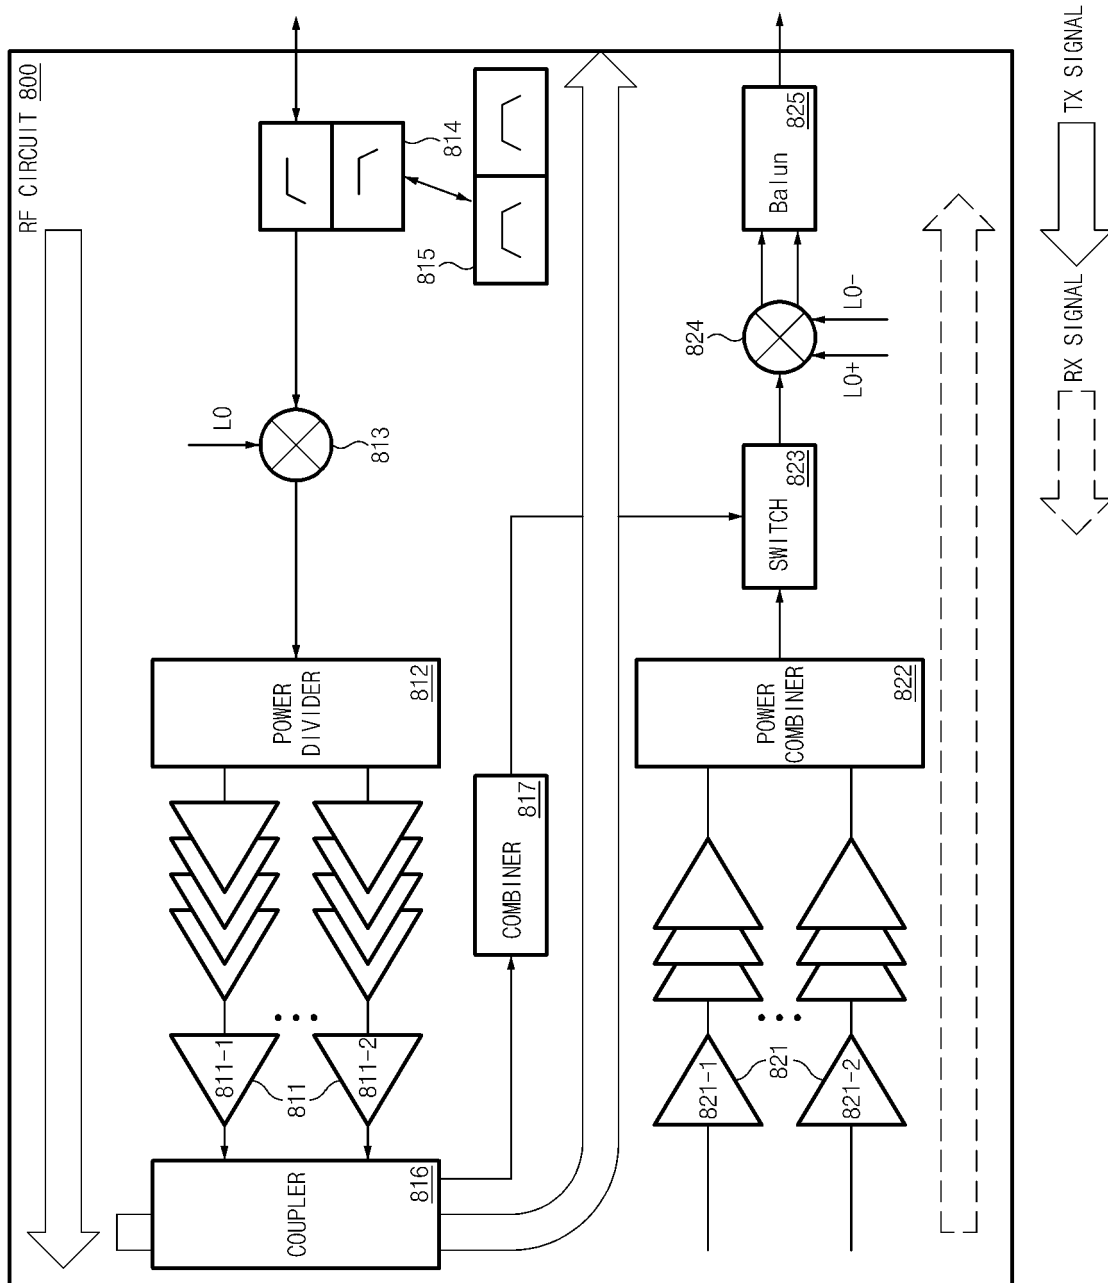 RF CIRCUIT 800
814
815
LO
813
Balun 825
824
LO-
LO+
TX SIGNAL
RX SIGNAL
SWITCH 823
POWER
DIVIDER 812
COMBINER 817
POWER
COMBINER 822
811-1
811-2
811
821-1
821-2
821
COUPLER 816